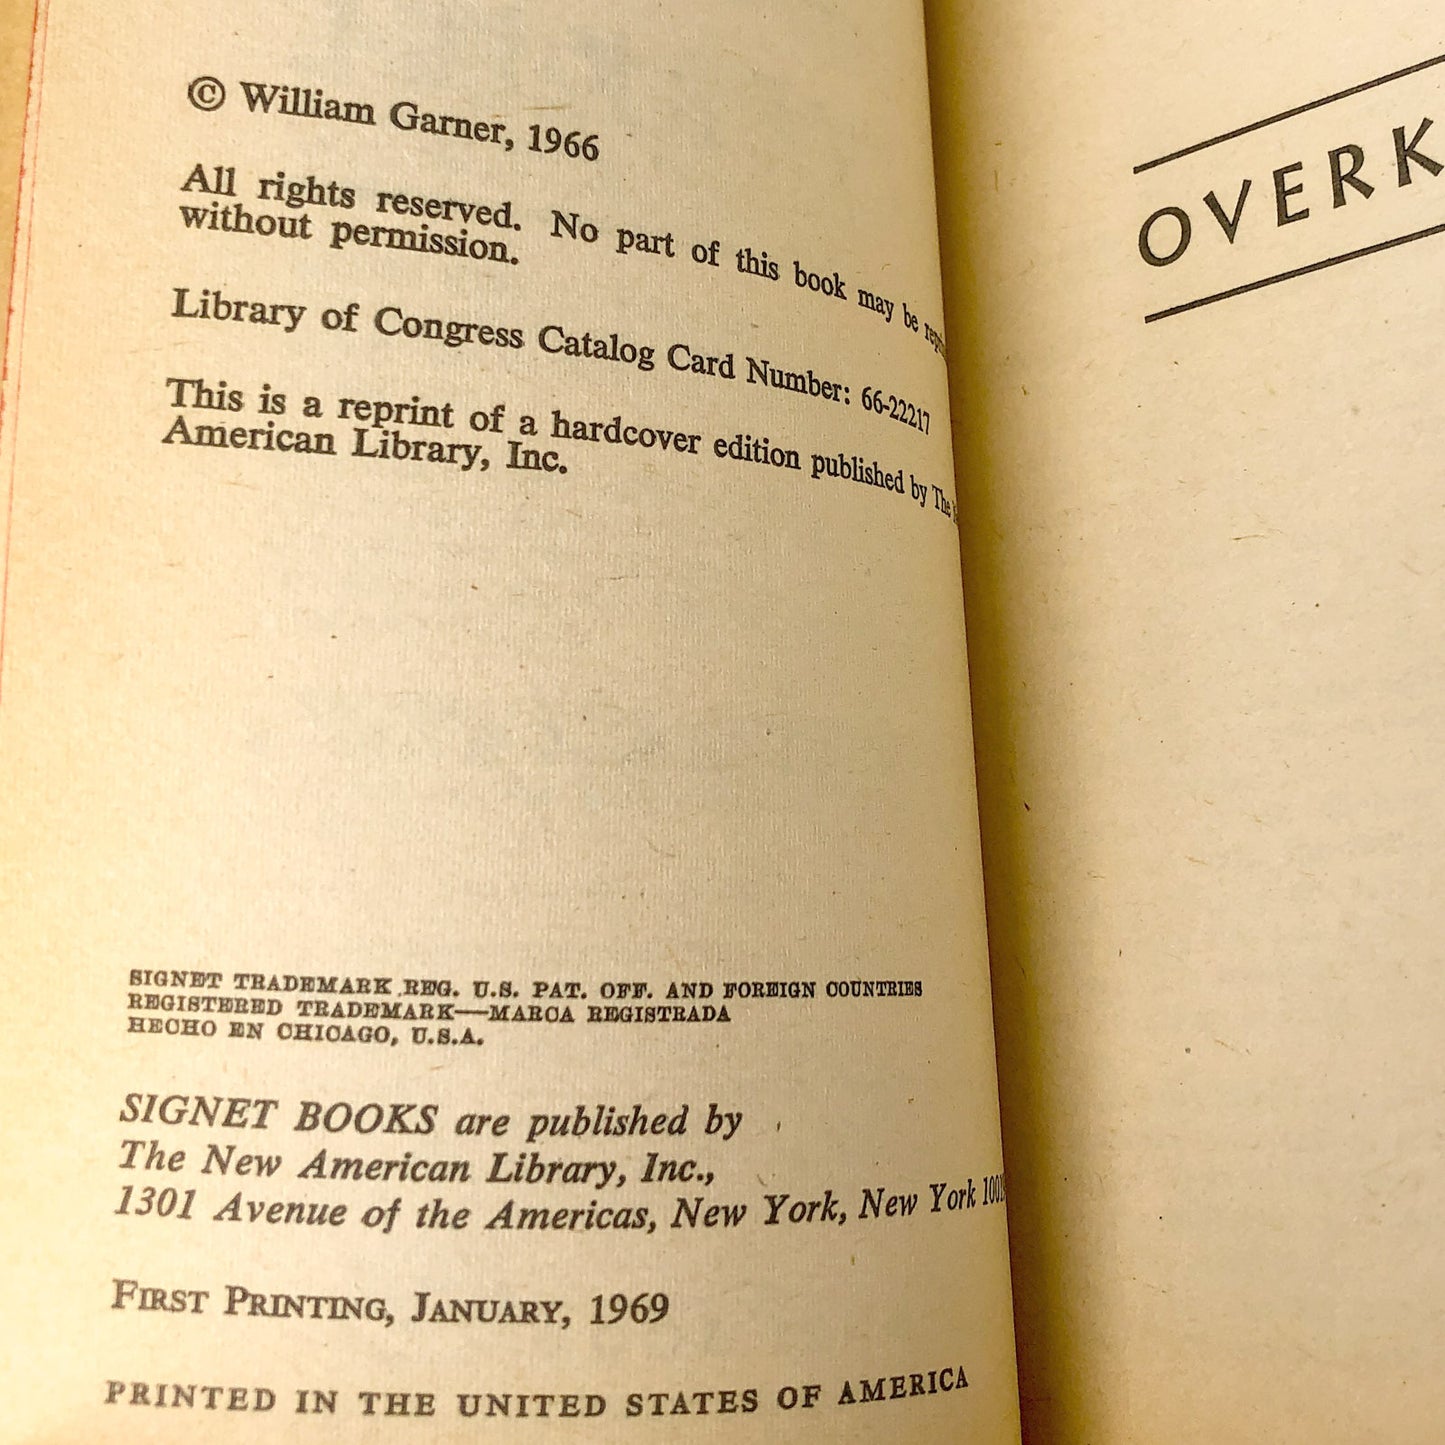 © William Garner, 1966
All rights reserved. No part of this book may be
without permission.
Library of Congress Catalog Card Number: 66-22217
This is a reprint of a hardcover edition published by The
American Library, Inc.
SIGNET TRADEMARK REG. U.S. PAT. OFF. AND FOREIGN COUNTRIES
REGISTERED TRADEMARK—MARCA REGISTRADA
HECHO EN CHICAGO, U.S.A.
SIGNET BOOKS are published by
The New American Library, Inc.,
1301 Avenue of the Americas, New York, New York
FIRST PRINTING, JANUARY, 1969
PRINTED IN THE UNITED STATES OF AMERICA
OVERK